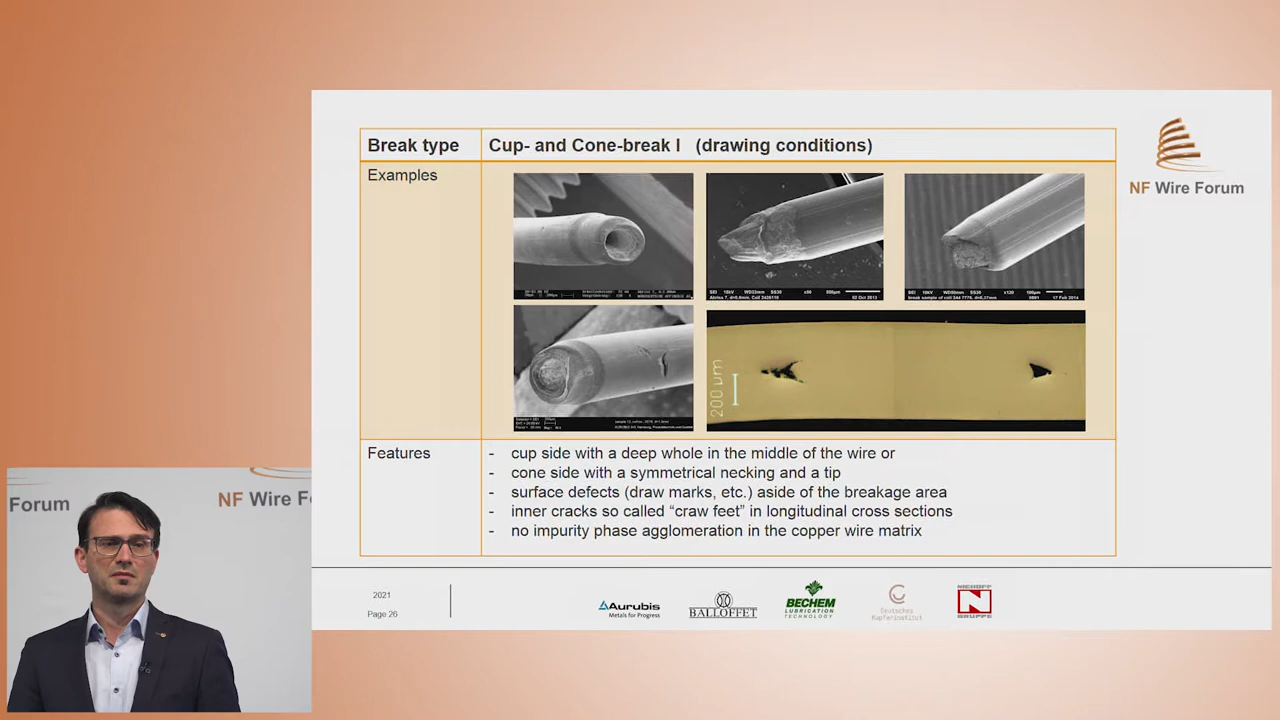 Break type
Cup- and Cone-break I (drawing conditions)
Examples
NF Wire Forum
200 µm
Features
- cup side with a deep whole in the middle of the wire or
- cone side with a symmetrical necking and a tip
- surface defects (draw marks, etc.) aside of the breakage area
- inner cracks so called “craw feet” in longitudinal cross sections
- no impurity phase agglomeration in the copper wire matrix
Forum
NF Wire F
2021
Page 26
Aurubis
Metals for Progress
BALLOFFET
BECHEM
LUBRICATION
TECHNOLOGY
Deutsches
Kupferinstitut
NIEHOFF
N
GRUPPE